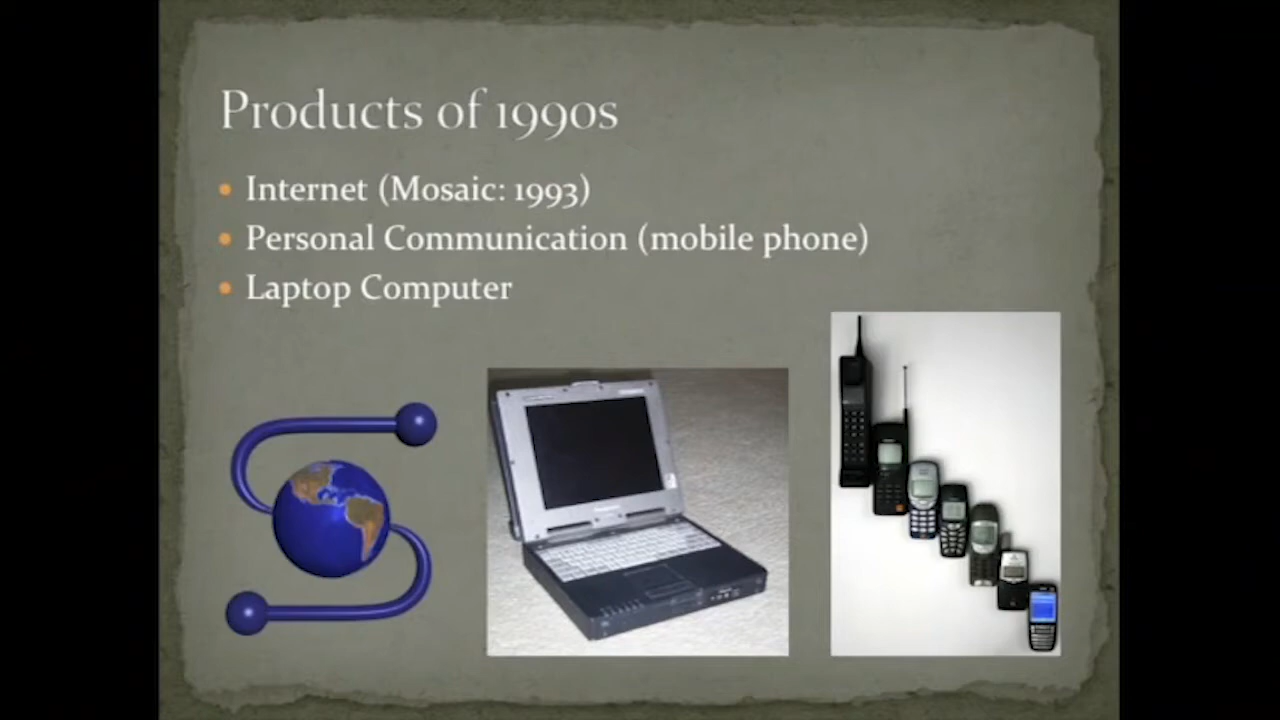 Products of 1990s
• Internet (Mosaic: 1993)
• Personal Communication (mobile phone)
• Laptop Computer